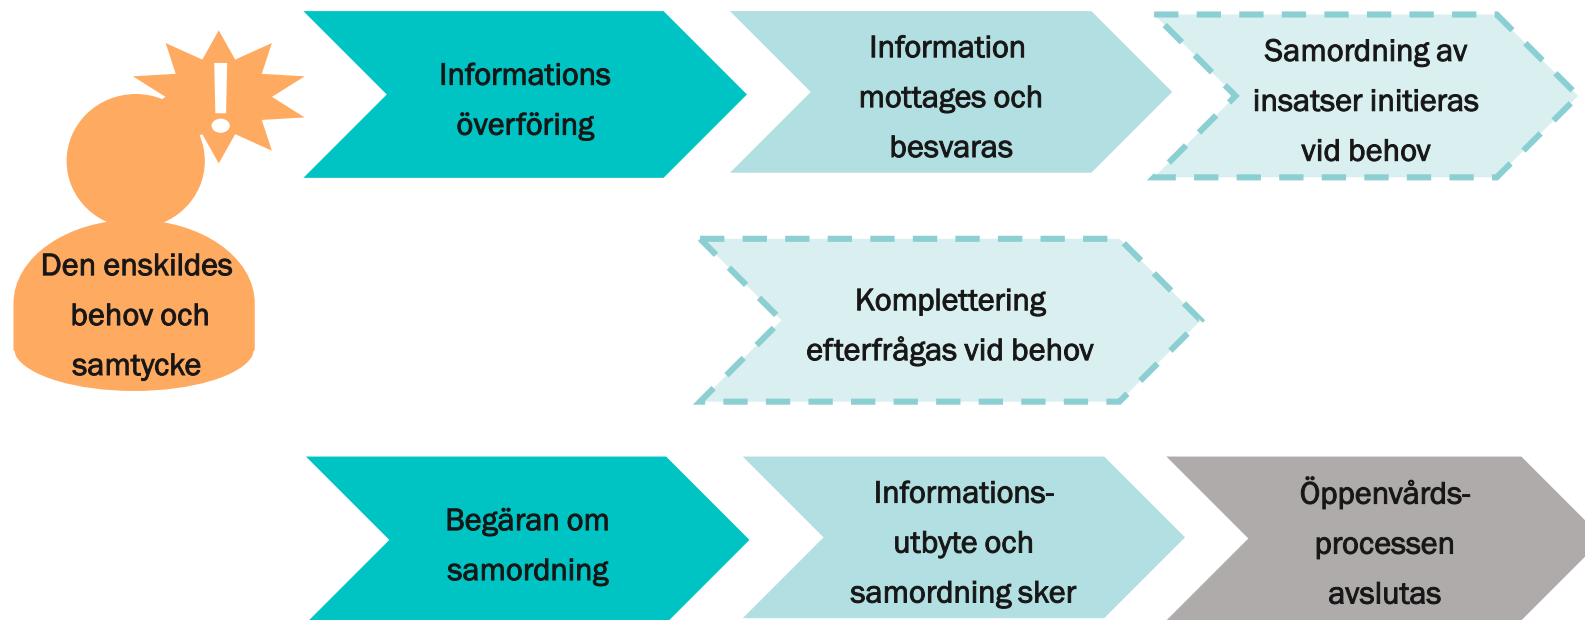 !
Den enskildes
behov och
samtycke
Informations
överföring
Information
mottages och
besvaras
Samordning av
insatser initieras
vid behov
Komplettering
efterfrågas vid behov
Begäran om
samordning
Informations-
utbyte och
samordning sker
Öppenvårds-
processen
avslutas